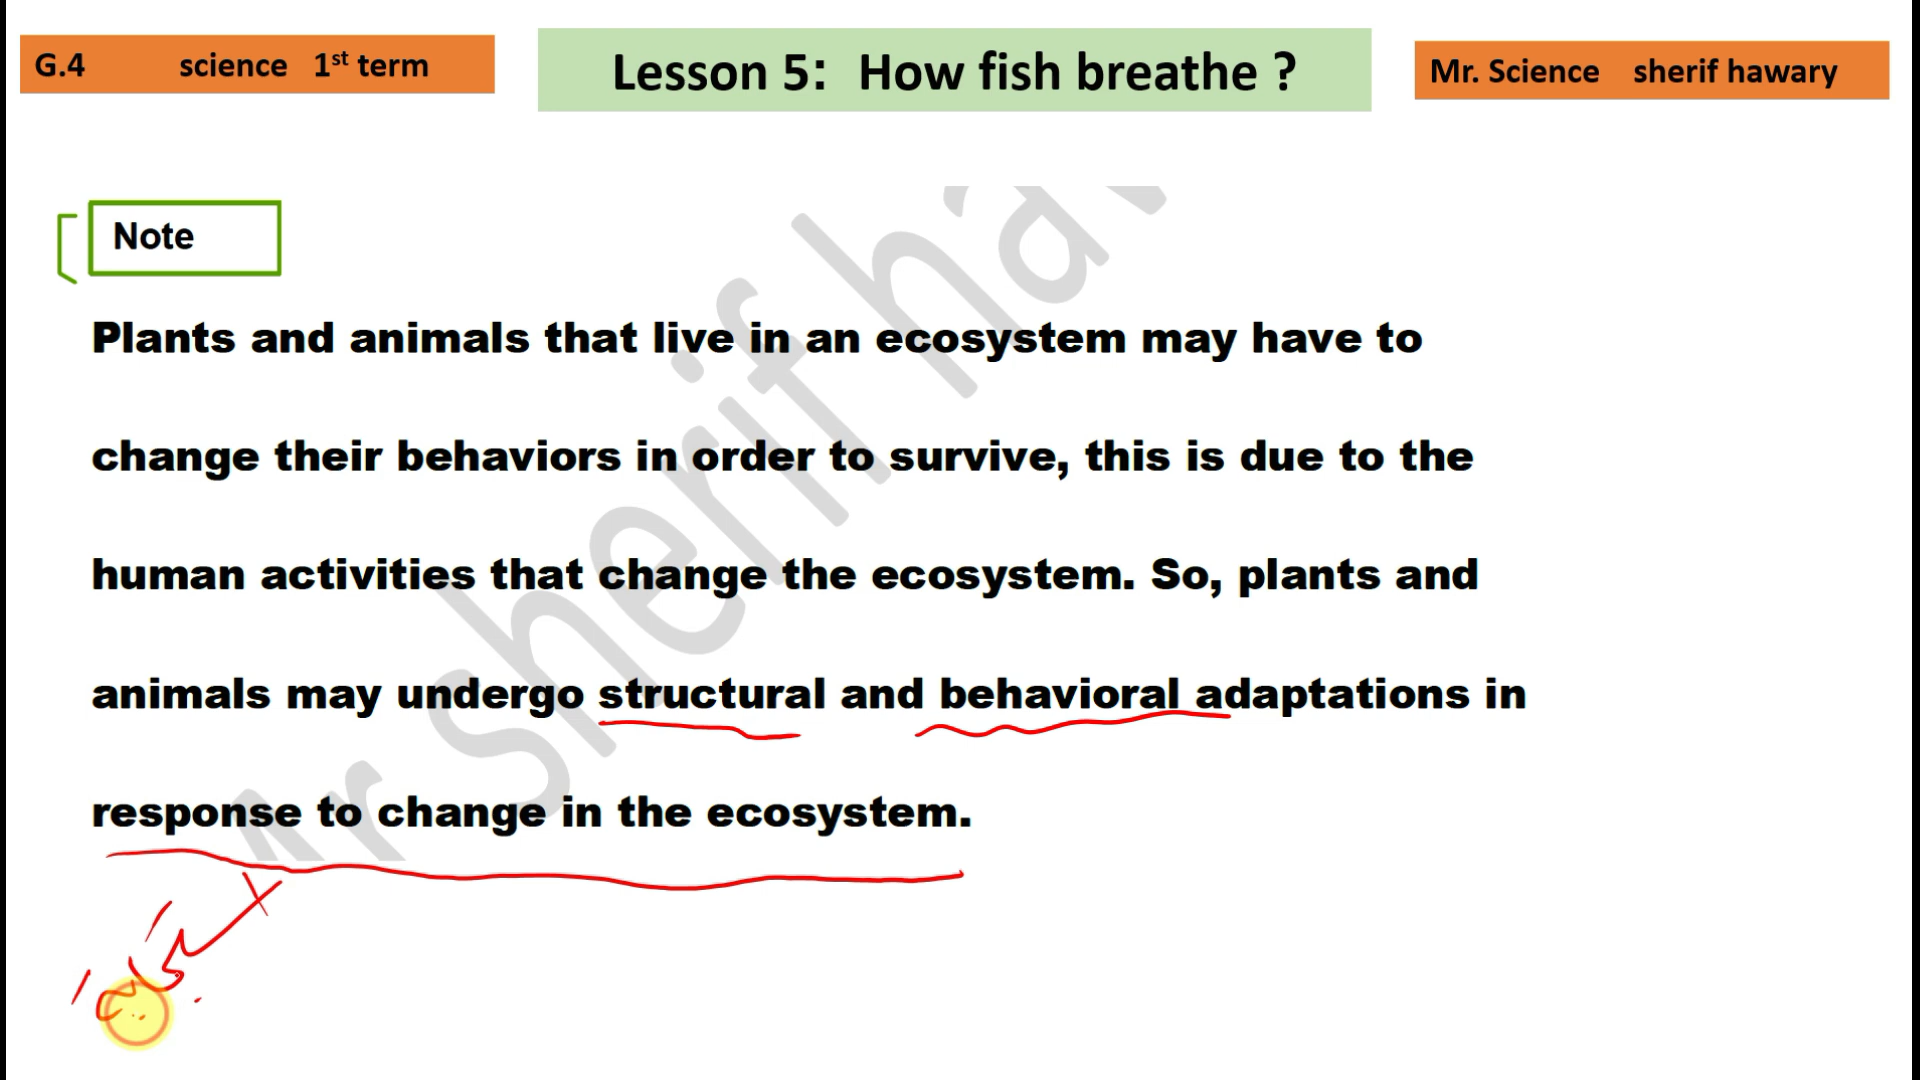 G.4 science 1st term
Lesson 5: How fish breathe ?
Mr. Science sherif hawary
Note
Plants and animals that live in an ecosystem may have to
change their behaviors in order to survive, this is due to the
human activities that change the ecosystem. So, plants and
animals may undergo structural and behavioral adaptations in
response to change in the ecosystem.
Mr sherif ha